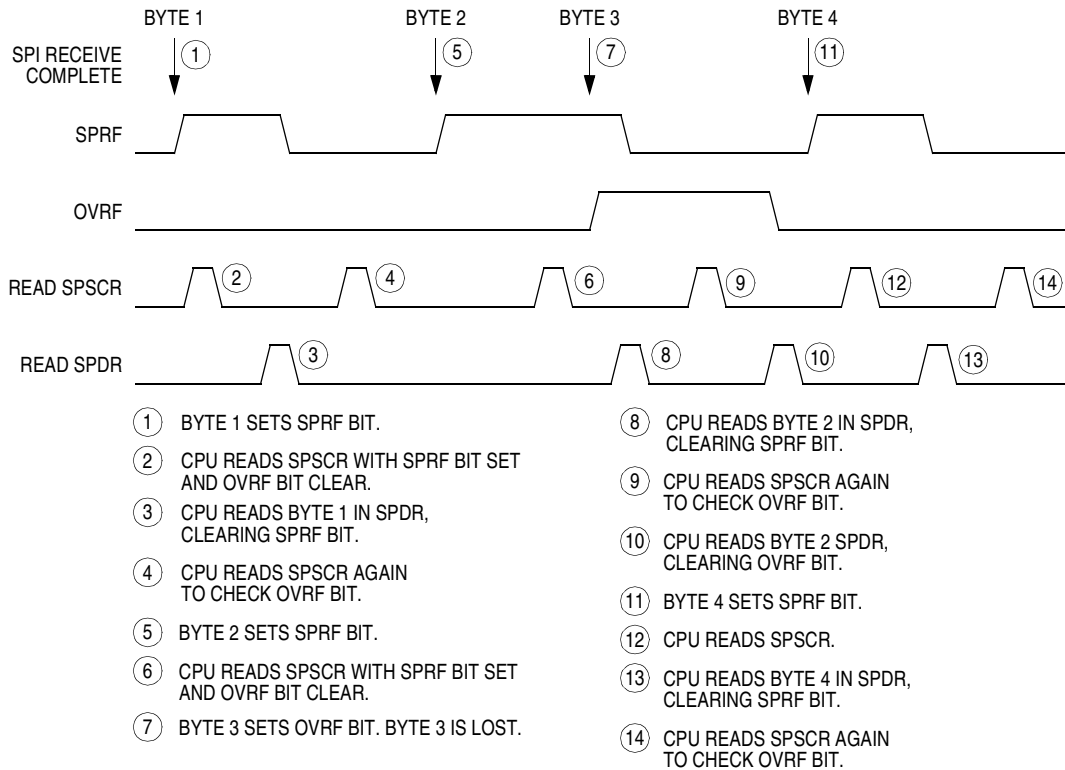 BYTE 1 BYTE 2 BYTE 3 BYTE 4
SPI RECEIVE
COMPLETE
1 5 7 11
SPRF
OVRF
READ SPSCR
2 4 6 9 12 14
READ SPDR
3 8 10 13
1 BYTE 1 SETS SPRF BIT.
2 CPU READS SPSCR WITH SPRF BIT SET
AND OVRF BIT CLEAR.
3 CPU READS BYTE 1 IN SPDR,
CLEARING SPRF BIT.
4 CPU READS SPSCR AGAIN
TO CHECK OVRF BIT.
5 BYTE 2 SETS SPRF BIT.
6 CPU READS SPSCR WITH SPRF BIT SET
AND OVRF BIT CLEAR.
7 BYTE 3 SETS OVRF BIT. BYTE 3 IS LOST.
8 CPU READS BYTE 2 IN SPDR,
CLEARING SPRF BIT.
9 CPU READS SPSCR AGAIN
TO CHECK OVRF BIT.
10 CPU READS BYTE 2 SPDR,
CLEARING OVRF BIT.
11 BYTE 4 SETS SPRF BIT.
12 CPU READS SPSCR.
13 CPU READS BYTE 4 IN SPDR,
CLEARING SPRF BIT.
14 CPU READS SPSCR AGAIN
TO CHECK OVRF BIT.